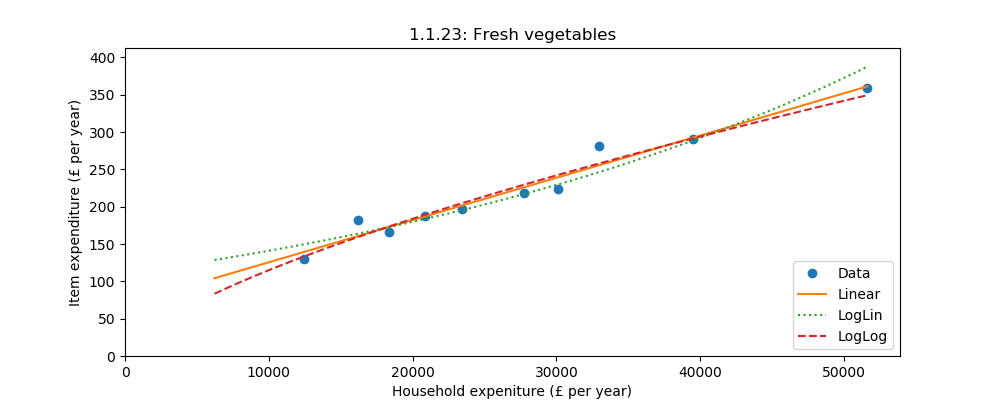 1.1.23: Fresh vegetables
Item expenditure (£ per year)
400
350
300
250
200
150
100
50
0
0 10000 20000 30000 40000 50000
Household expeniture (£ per year)
Data
Linear
LogLin
LogLog